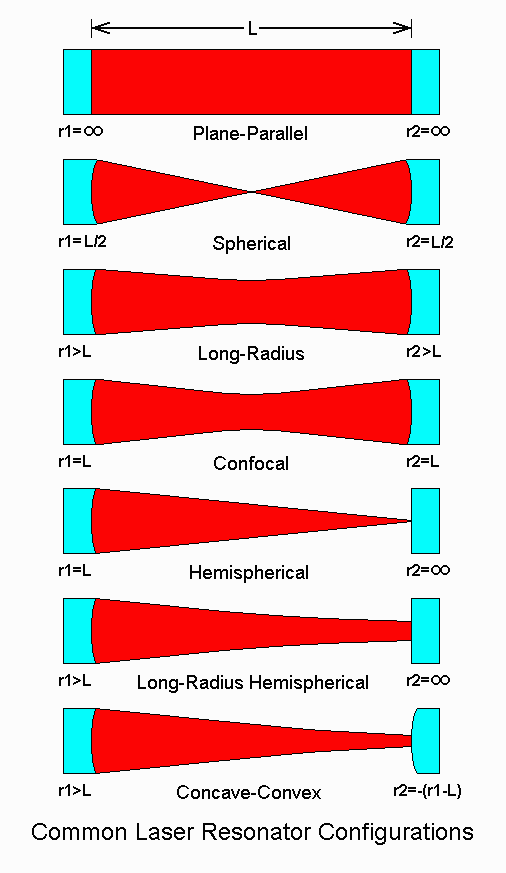 L
r1=∞ Plane-Parallel r2=∞
r1=L/2 Spherical r2=L/2
r1>L Long-Radius r2>L
r1=L Confocal r2=L
r1=L Hemispherical r2=∞
r1>L Long-Radius Hemispherical r2=∞
r1>L Concave-Convex r2=-(r1-L)
Common Laser Resonator Configurations